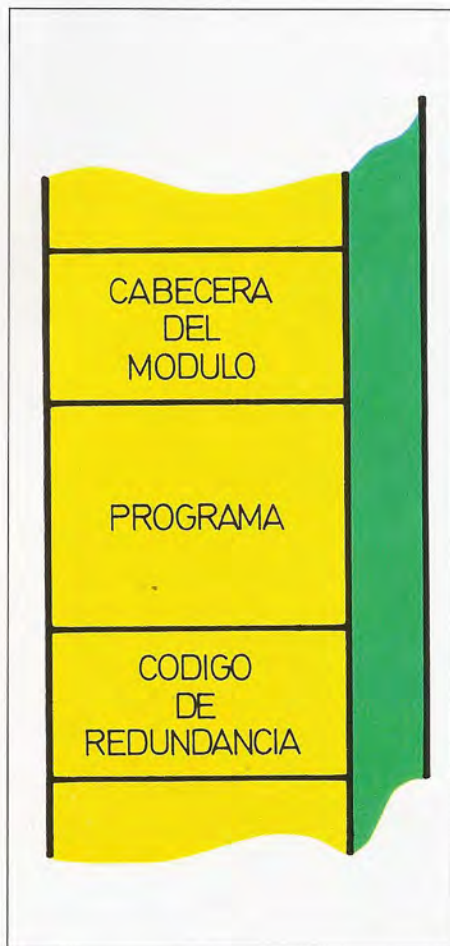 CABECERA
DEL
MODULO
PROGRAMA
CODIGO
DE
REDUNDANCIA